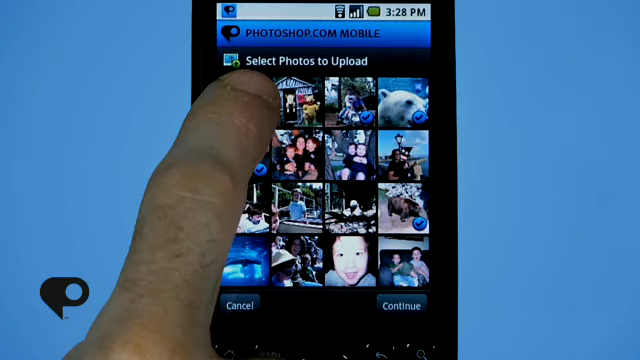 3:28 PM
PHOTOSHOP.COM MOBILE
Select Photos to Upload
Cancel
Continue